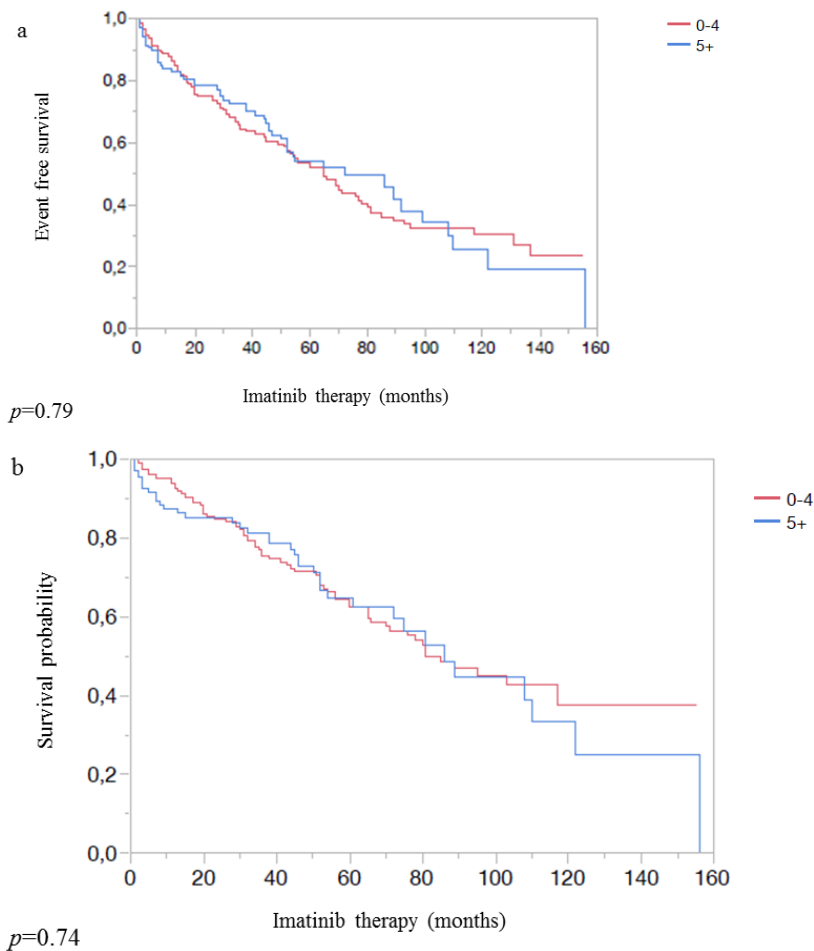 a
0-4
5+
Event free survival
1,0
0,8
0,6
0,4
0,2
0,0
0 20 40 60 80 100 120 140 160
Imatinib therapy (months)
p=0.79
b
0-4
5+
Survival probability
1,0
0,8
0,6
0,4
0,2
0,0
0 20 40 60 80 100 120 140 160
Imatinib therapy (months)
p=0.74